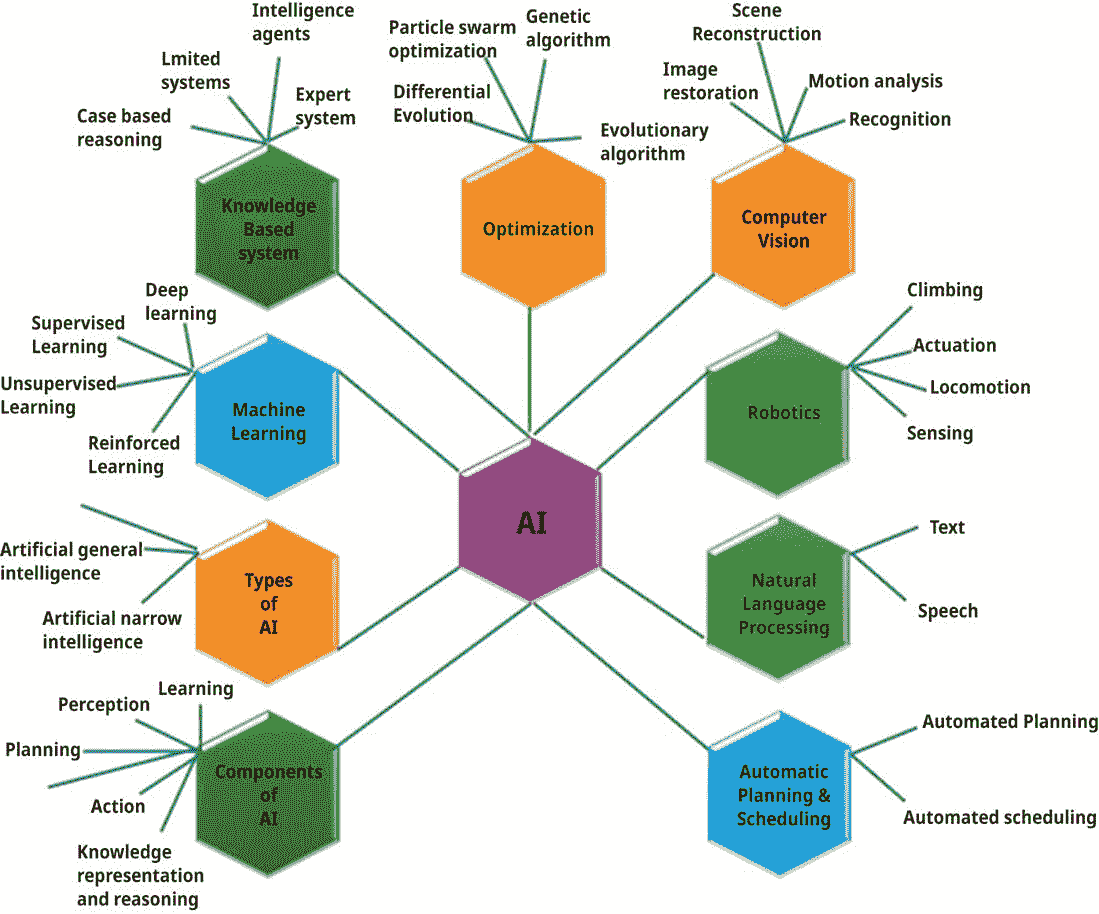 Intelligence
agents
Lmited
systems
Expert
system
Case based
reasoning
Knowledge
Based
system
Particle swarm
optimization
Genetic
algorithm
Differential
Evolution
Evolutionary
algorithm
Optimization
Scene
Reconstruction
Image
restoration
Motion analysis
Recognition
Computer
Vision
Deep
learning
Supervised
Learning
Unsupervised
Learning
Reinforced
Learning
Machine
Learning
Climbing
Actuation
Locomotion
Sensing
Robotics
AI
Artificial general
intelligence
Artificial narrow
intelligence
Types
of
AI
Text
Speech
Natural
Language
Processing
Learning
Perception
Planning
Action
Knowledge
representation
and reasoning
Components
of
AI
Automated Planning
Automated scheduling
Automatic
Planning &
Scheduling